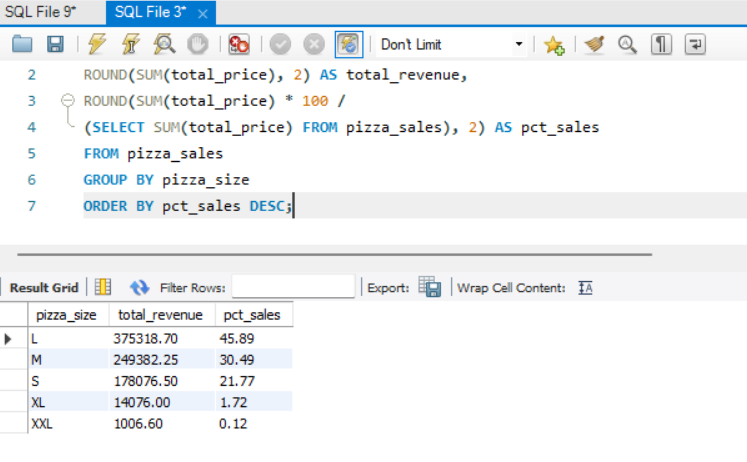 SQL File 9*
SQL File 3*
Don't Limit
2 ROUND(SUM(total_price), 2) AS total_revenue,
3 ROUND(SUM(total_price) * 100 /
4 (SELECT SUM(total_price) FROM pizza_sales), 2) AS pct_sales
5 FROM pizza_sales
6 GROUP BY pizza_size
7 ORDER BY pct_sales DESC;
Result Grid Filter Rows: Export: Wrap Cell Content:
pizza_size total_revenue pct_sales
L 375318.70 45.89
M 249382.25 30.49
S 178076.50 21.77
XL 14076.00 1.72
XXL 1006.60 0.12